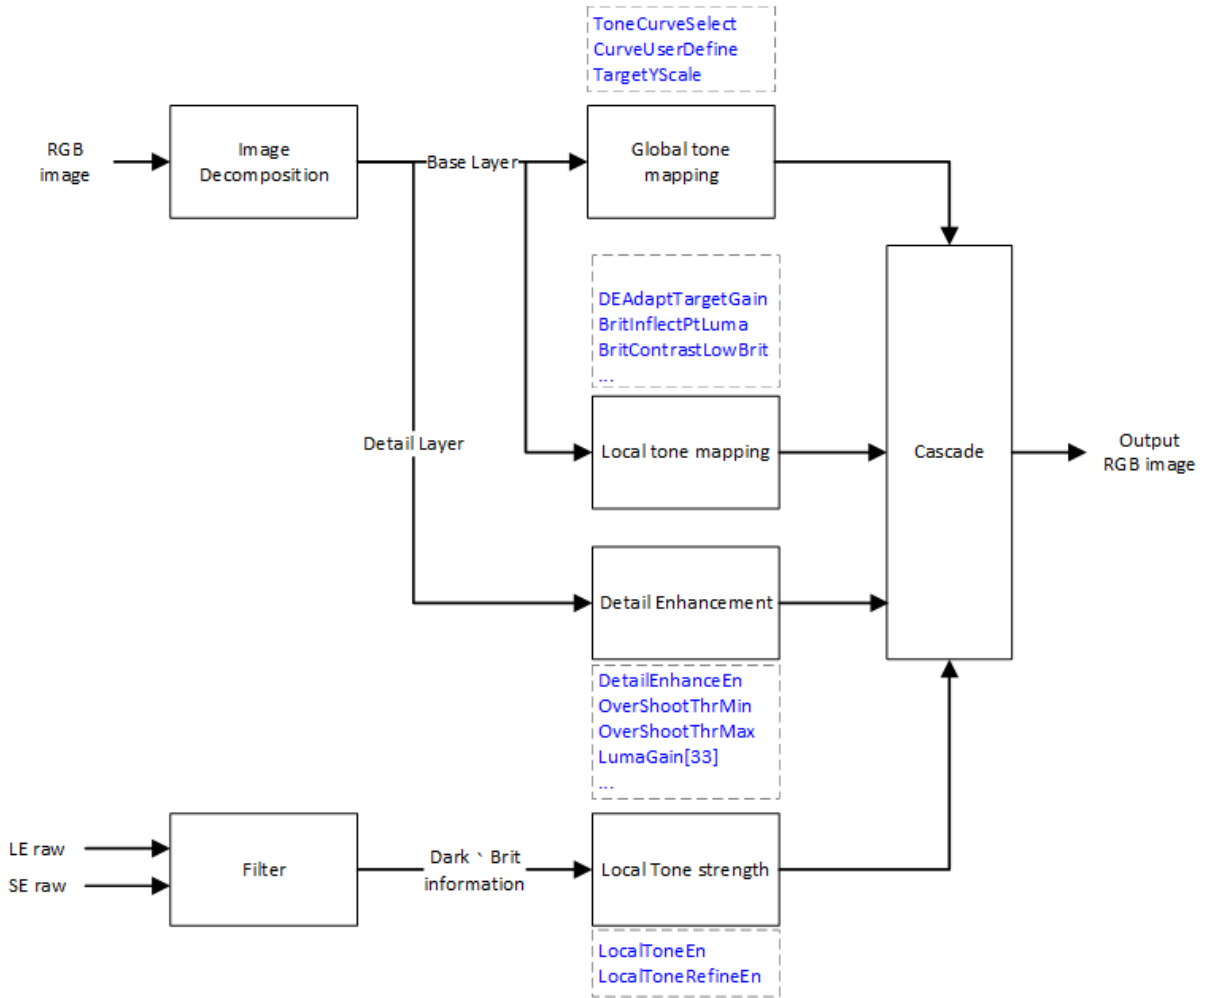 ToneCurveSelect
CurveUserDefine
TargetYScale
RGB
image
Image
Decomposition
Base Layer
Global tone
mapping
DEAdaptTargetGain
BritInflectPtLuma
BritContrastLowBrit
...
Detail Layer
Local tone mapping
Cascade
Output
RGB image
Detail Enhancement
DetailEnhanceEn
OverShootThrMin
OverShootThrMax
LumaGain[33]
...
LE raw
SE raw
Filter
Dark、Brit
information
Local Tone strength
LocalToneEn
LocalToneRefineEn